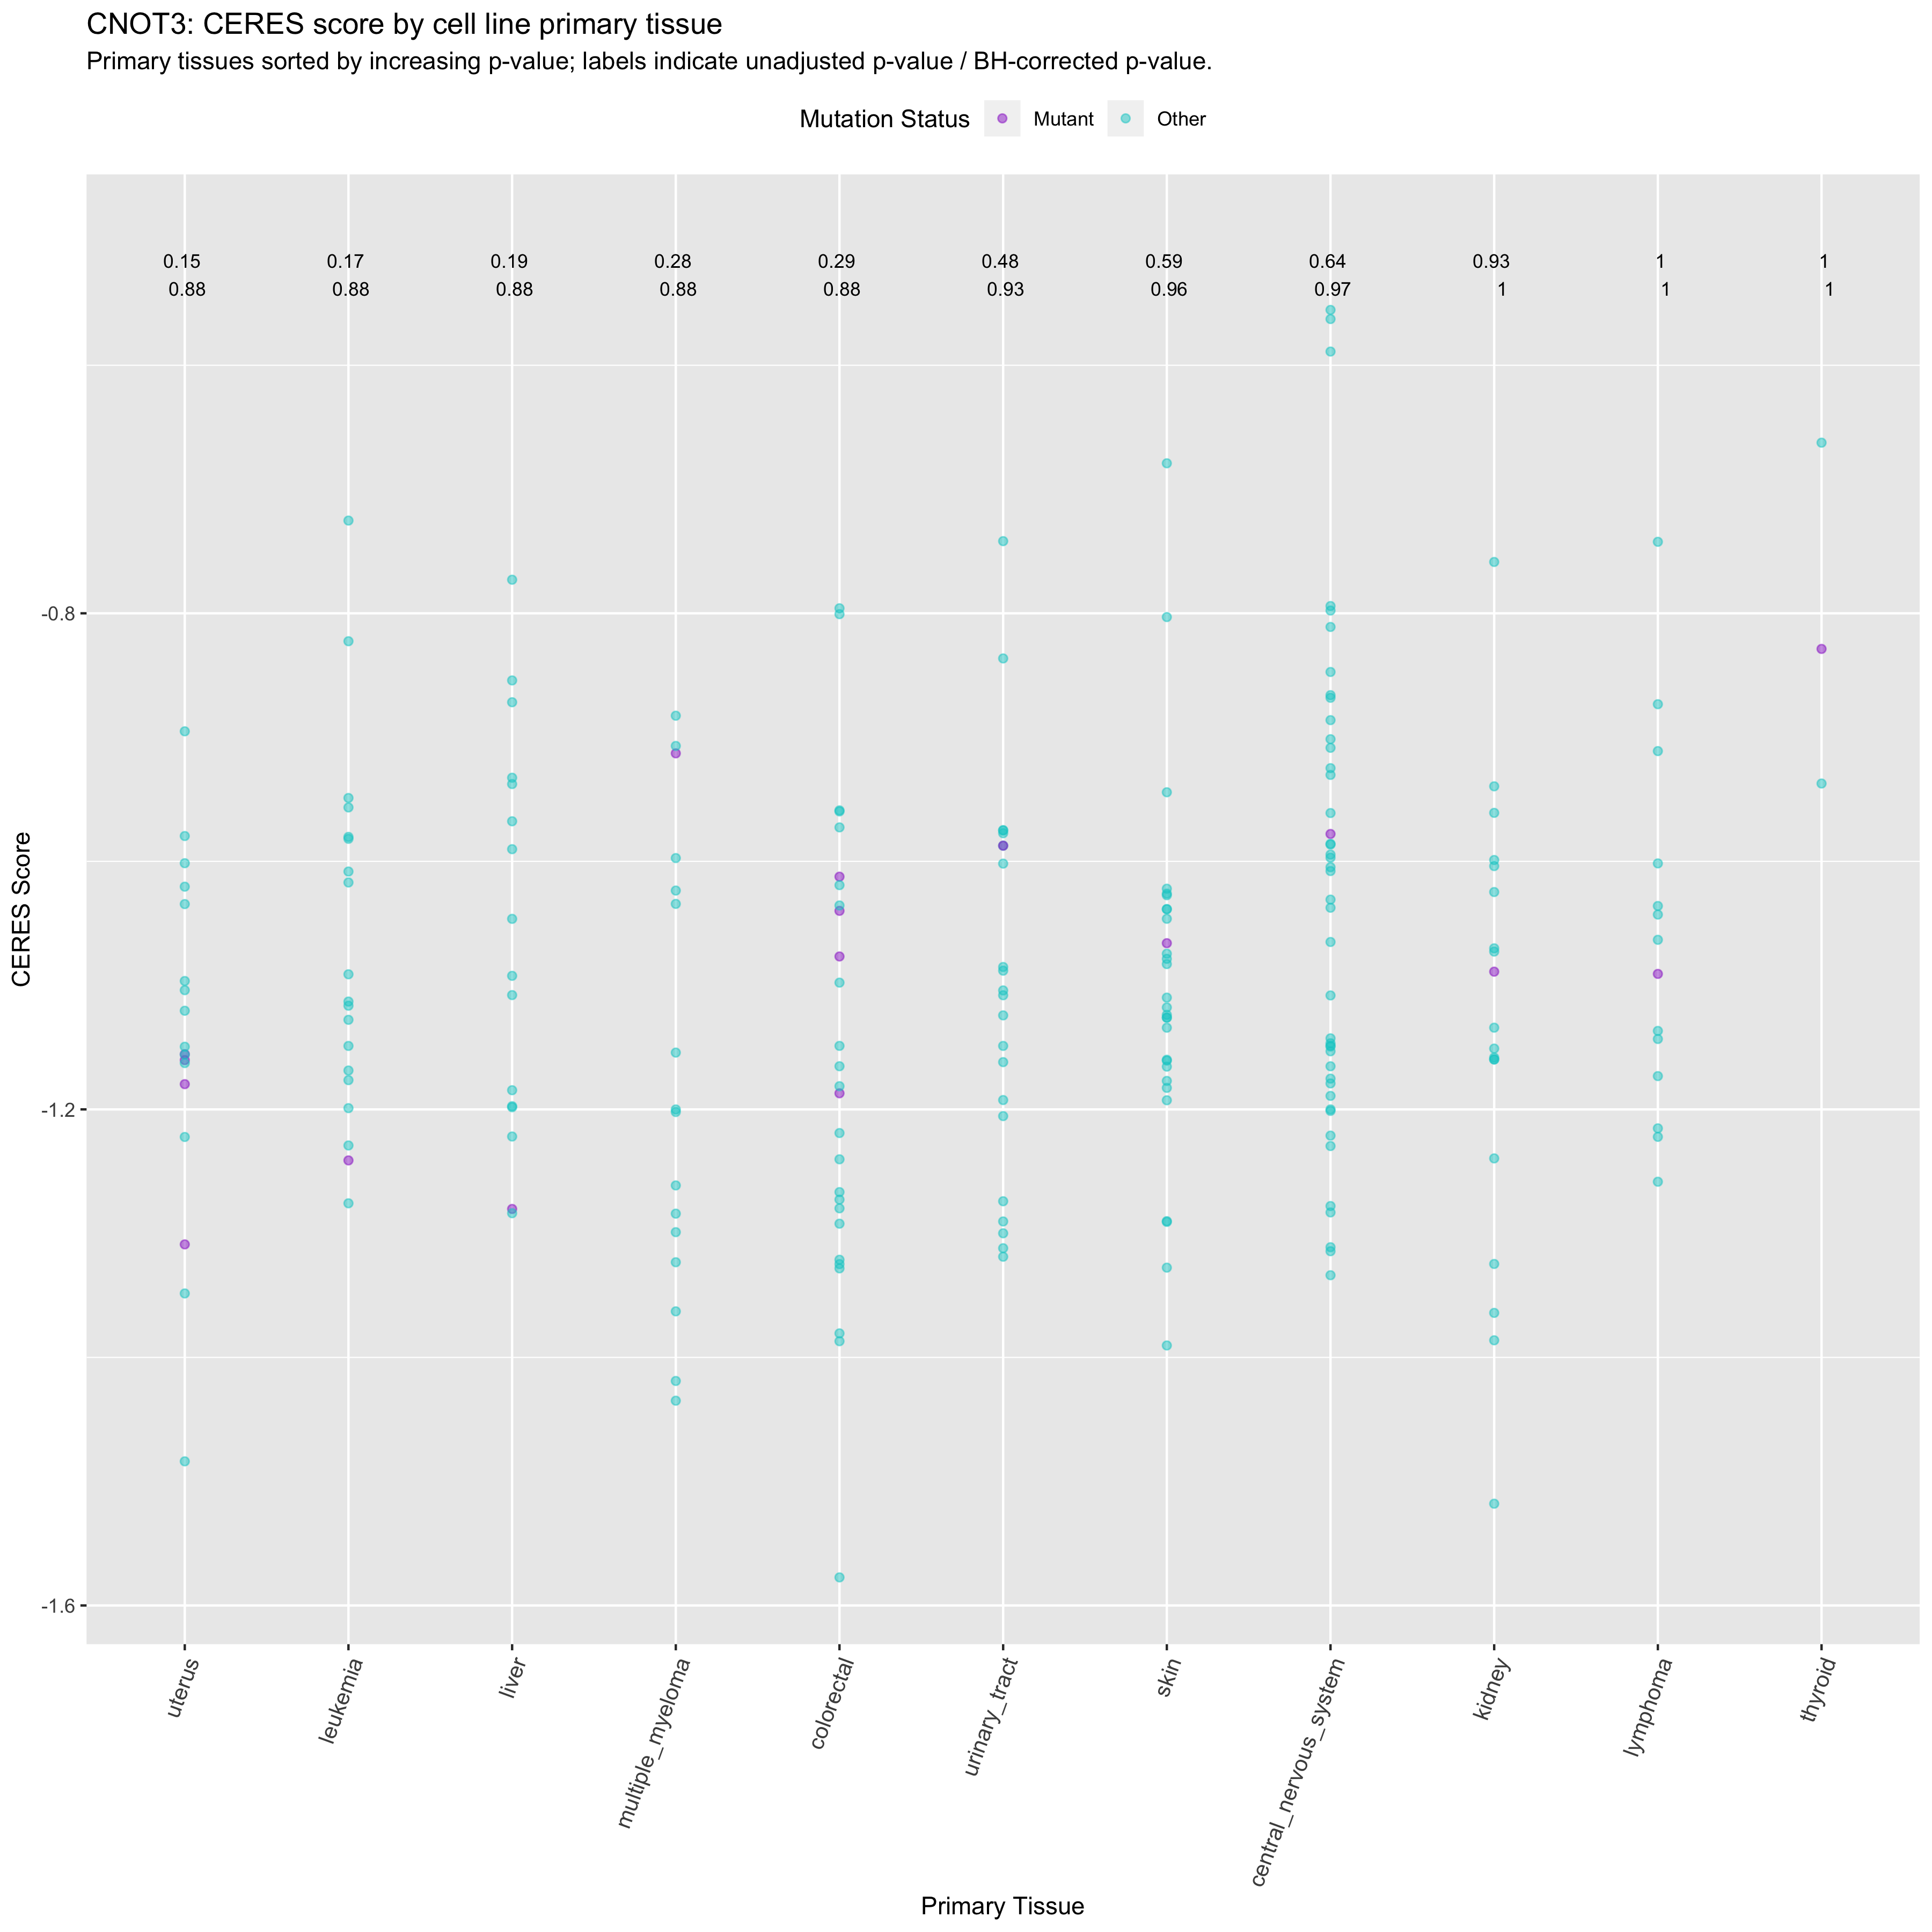 CNOT3: CERES score by cell line primary tissue
Primary tissues sorted by increasing p-value; labels indicate unadjusted p-value / BH-corrected p-value.
Mutation Status Mutant Other
0.15 0.17 0.19 0.28 0.29 0.48 0.59 0.64 0.93 1 1
0.88 0.88 0.88 0.88 0.88 0.93 0.96 0.97 1 1 1
-0.8
-1.2
-1.6
CERES Score
uterus
leukemia
liver
multiple_myeloma
colorectal
urinary_tract
skin
central_nervous_system
kidney
lymphoma
thyroid
Primary Tissue